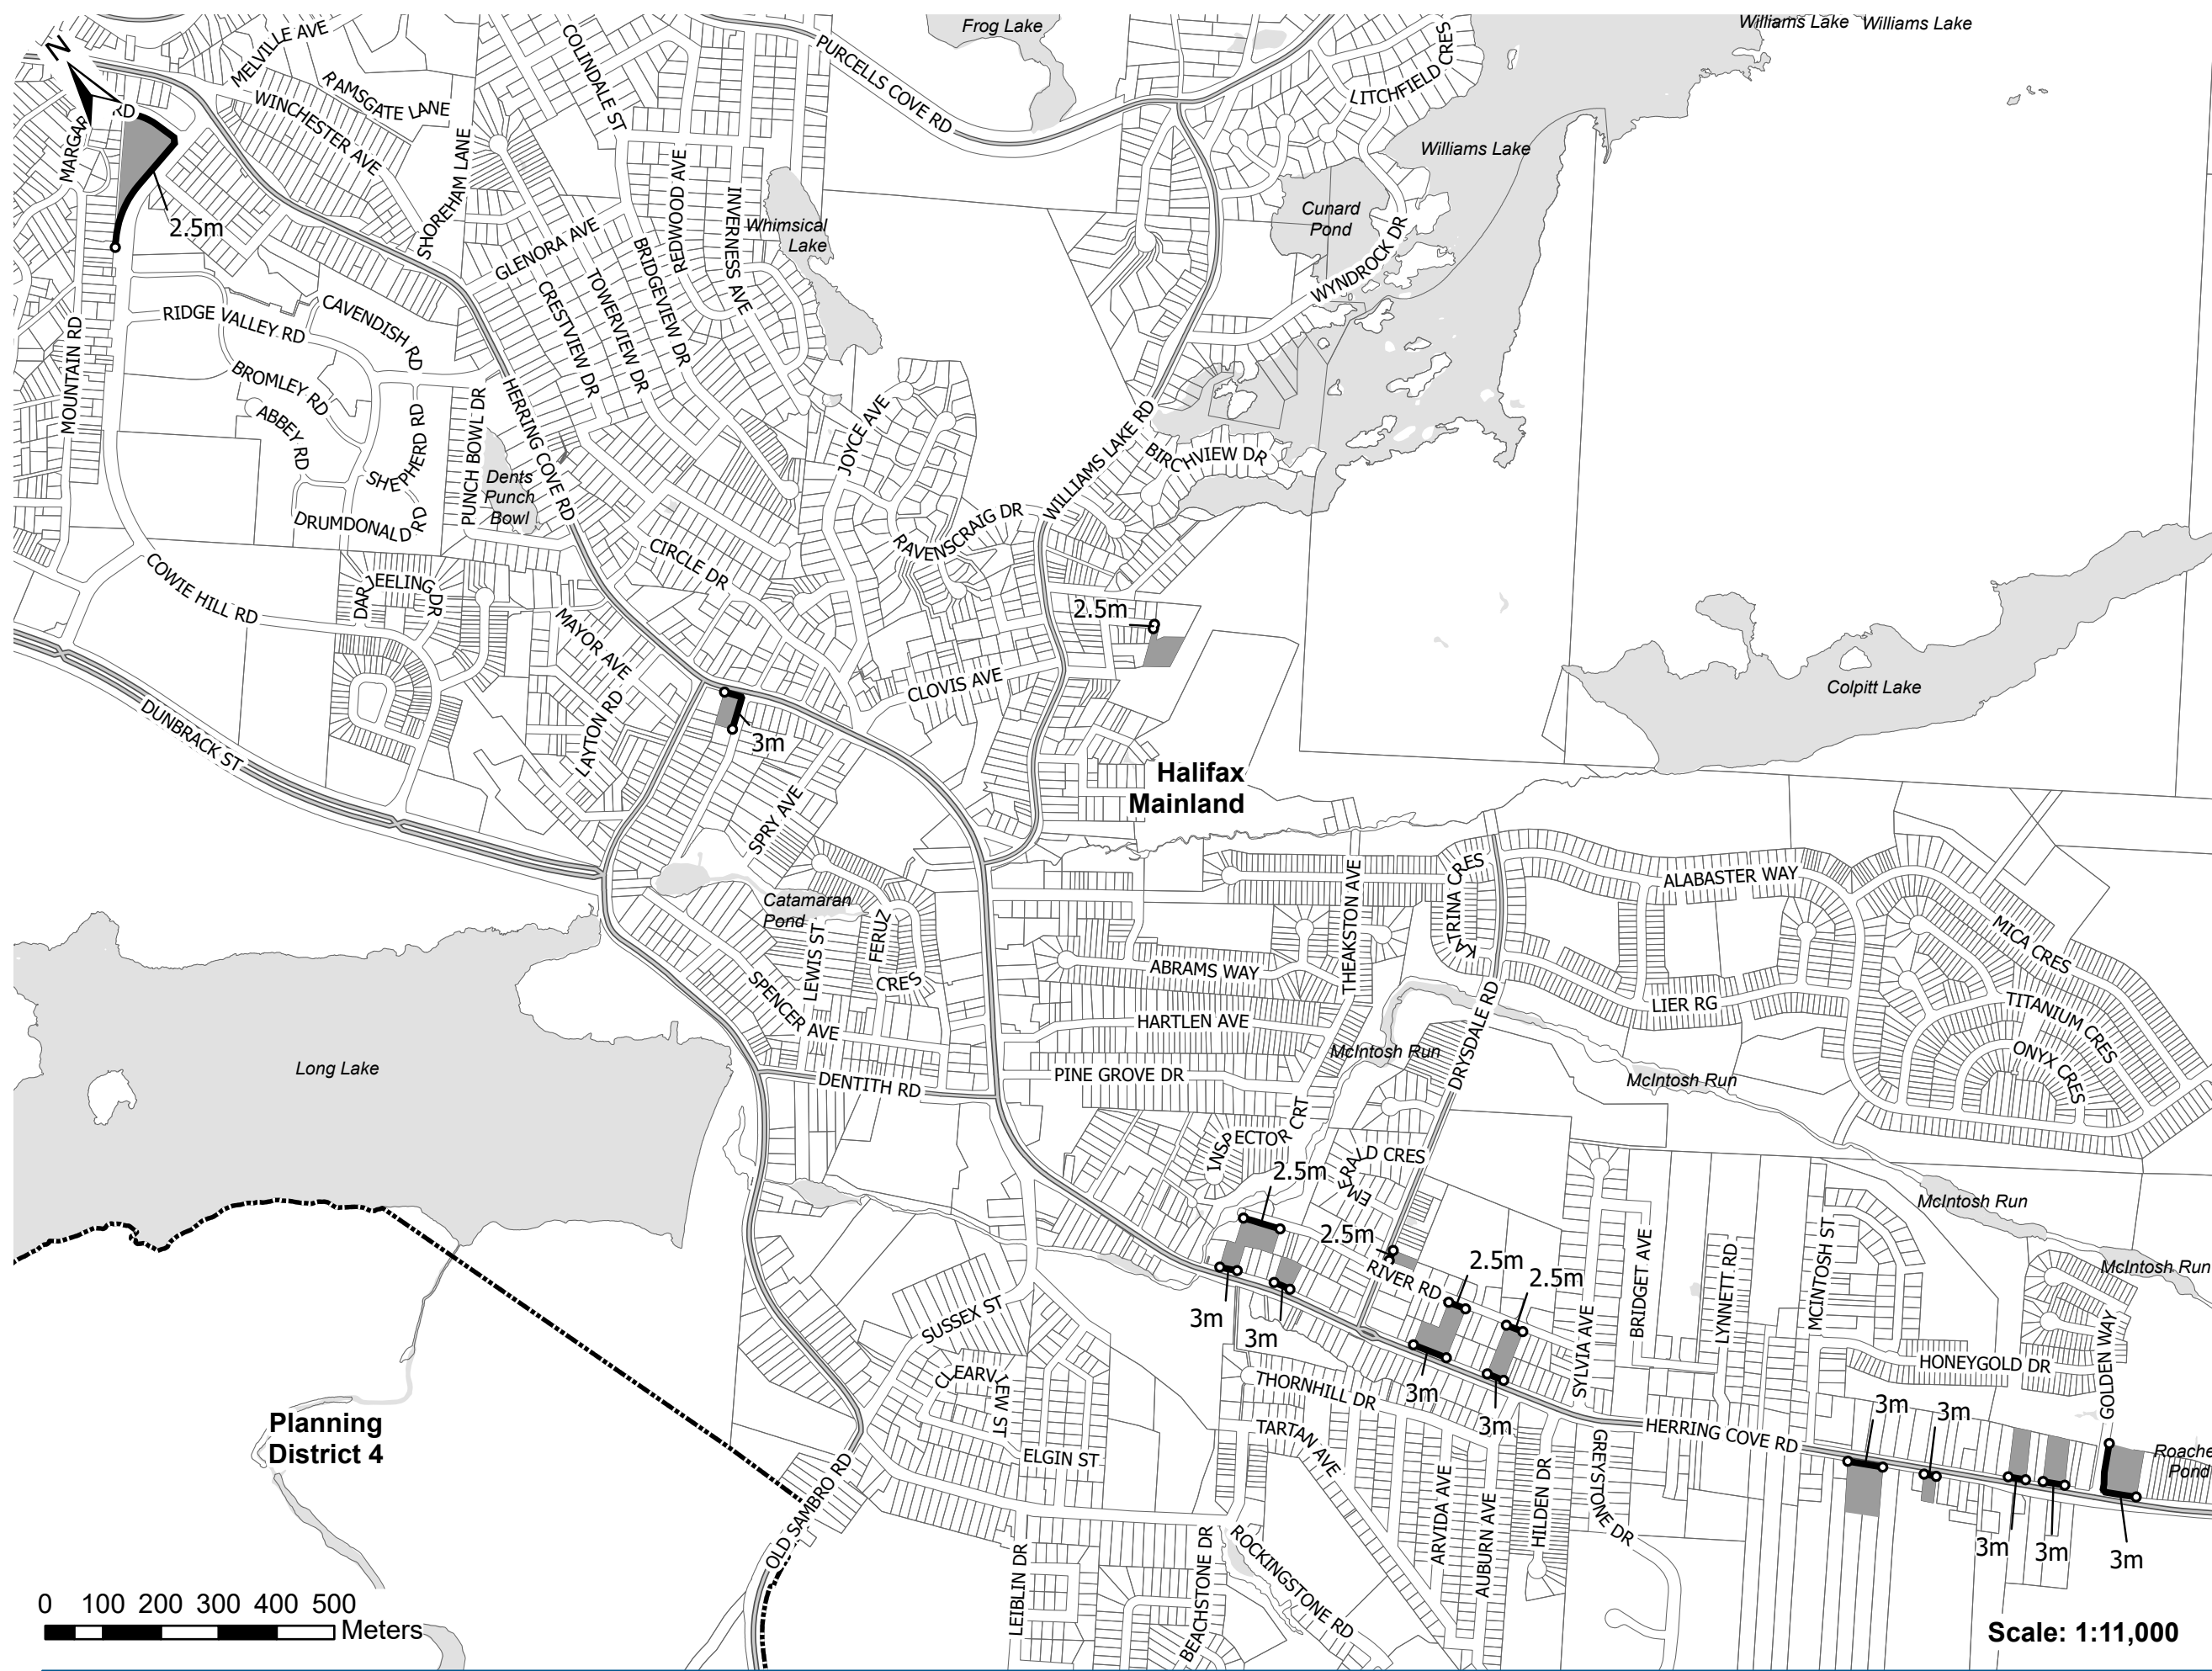 Frog Lake
Williams Lake
Williams Lake
N
MELVILLE AVE
COLINDALE ST
PURCELLS COVE RD
LITCHFIELD CRES
RAMSGATE LANE
WINCHESTER AVE
RD
Williams Lake
SHOREHAM LANE
REDWOOD AVE
INVERNESS AVE
Whimsical
Lake
Cunard
Pond
2.5m
GLENORA AVE
BRIDGEVIEW DR
TOWERVIEW DR
CRESTVIEW DR
WYNDROCK DR
RIDGE VALLEY RD
CAVENDISH RD
MOUNTAIN RD
BROMLEY RD
ABBEY RD
SHEPHERD RD
PUNCH BOWL DR
HERRING COVE RD
JOYCE AVE
WILLIAMS LAKE RD
BIRCHVIEW DR
Dents
Punch
Bowl
DRUMDONALD RD
RAVENSCRAIG DR
CIRCLE DR
COWIE HILL RD
DARJEELING DR
MAYOR AVE
2.5m
CLOVIS AVE
Colpitt Lake
LAYTON RD
DUNBRACK ST
3m
Halifax
Mainland
SPRY AVE
Catamaran
Pond
LEWIS ST
FERUZ
CRES
THEAKSTON AVE
KATRINA CRES
ALABASTER WAY
MICA CRES
ABRAMS WAY
SPENCER AVE
HARTLEN AVE
LIER RG
TITANIUM CRES
ONYX CRES
McIntosh Run
DRYSDALE RD
McIntosh Run
Long Lake
DENTITH RD
PINE GROVE DR
INSPECTOR CRT
EMERALD CRES
2.5m
McIntosh Run
2.5m
RIVER RD
2.5m
2.5m
McIntosh Run
BRIDGET AVE
LYNNETT RD
MCINTOSH ST
SYLVIA AVE
3m
3m
SUSSEX ST
CLEARVIEW ST
THORNHILL DR
3m
3m
HONEYGOLD DR
GOLDEN WAY
TARTAN AVE
HERRING COVE RD
3m
3m
Planning
District 4
ELGIN ST
Pond
OLD SAMBRO RD
ARVIDA AVE
AUBURN AVE
HILDEN DR
GREYSTONE DR
ROCKINGSTONE RD
LEIBLIN DR
BEACHSTONE DR
3m
3m
3m
0 100 200 300 400 500
Meters
Scale: 1:11,000